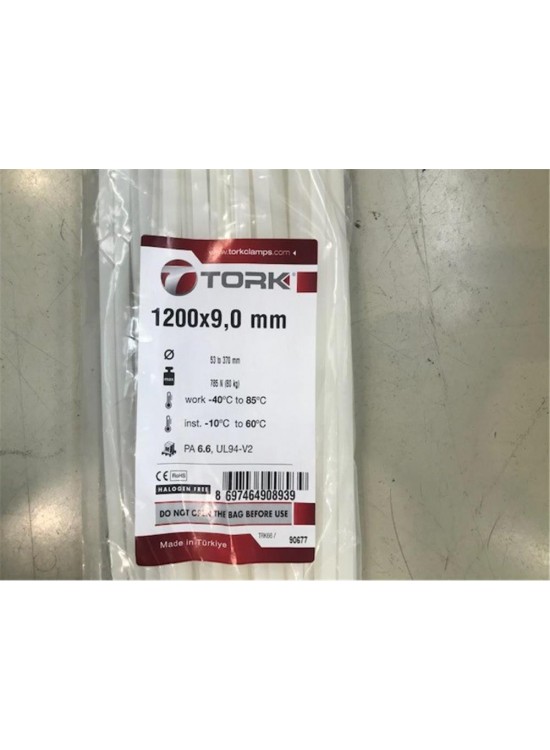 www.torkclamps.com
TORK®
1200x9,0 mm
Ø 53 to 376 mm
785 N (80 kg)
work -40°C to 85°C
inst. -10°C to 60°C
PA 6.6, UL94-V2
CE RoHS
HALOGEN FREE
8 697464 908939
DO NOT OPEN THE BAG BEFORE USE
Made in Türkiye
90677